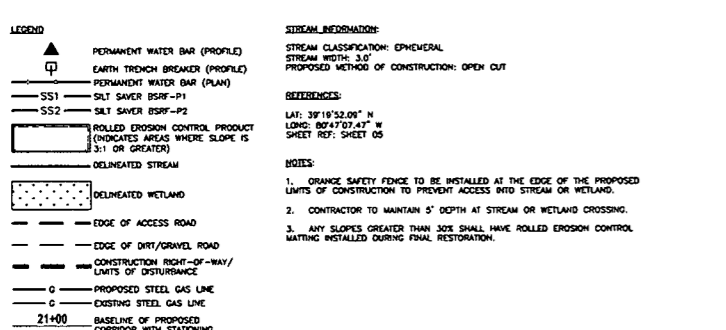 LEGEND
PERMANENT WATER BAR (PROFILE)
EARTH TRENCH BREAKER (PROFILE)
PERMANENT WATER BAR (PLAN)
SS1 SILT SAVER BSRF-P1
SS2 SILT SAVER BSRF-P2
ROLLED EROSION CONTROL PRODUCT
(INDICATES AREAS WHERE SLOPE IS
3:1 OR GREATER)
DELINEATED STREAM
DELINEATED WETLAND
EDGE OF ACCESS ROAD
EDGE OF DIRT/GRAVEL ROAD
CONSTRUCTION RIGHT-OF-WAY/
LIMITS OF DISTURBANCE
G PROPOSED STEEL GAS LINE
G EXISTING STEEL GAS LINE
21+00 BASELINE OF PROPOSED
CORRIDOR WITH STATIONING
STREAM INFORMATION:
STREAM CLASSIFICATION: EPHEMERAL
STREAM WIDTH: 3.0'
PROPOSED METHOD OF CONSTRUCTION: OPEN CUT
REFERENCES:
LAT: 39°19'52.09" N
LONG: 80°47'07.47" W
SHEET REF: SHEET 05
NOTES:
1. ORANGE SAFETY FENCE TO BE INSTALLED AT THE EDGE OF THE PROPOSED
LIMITS OF CONSTRUCTION TO PREVENT ACCESS INTO STREAM OR WETLAND.
2. CONTRACTOR TO MAINTAIN 5' DEPTH AT STREAM OR WETLAND CROSSING.
3. ANY SLOPES GREATER THAN 30% SHALL HAVE ROLLED EROSION CONTROL
MATTING INSTALLED DURING FINAL RESTORATION.